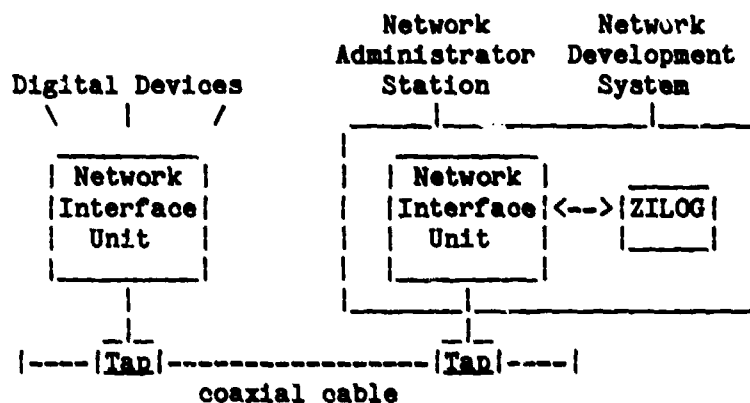 Network Network
Administrator Development
Digital Devices Station System
Network Network
Interface Interface <--> ZILOG
Unit Unit
Tap Tap
coaxial cable